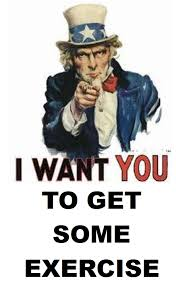 I WANT YOU
TO GET
SOME
EXERCISE